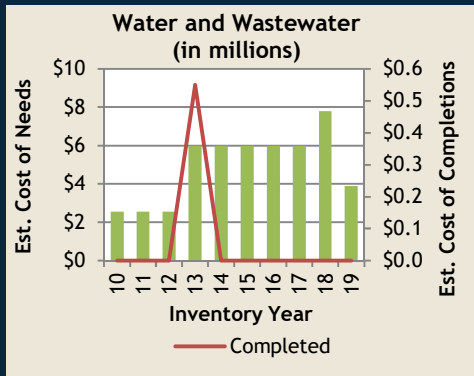 Water and Wastewater
(in millions)
Est. Cost of Needs
$10
$8
$6
$4
$2
$0
$0.6
$0.5
$0.4
$0.3
$0.2
$0.1
$0.0
Est. Cost of Completions
10 11 12 13 14 15 16 17 18 19
Inventory Year
Completed